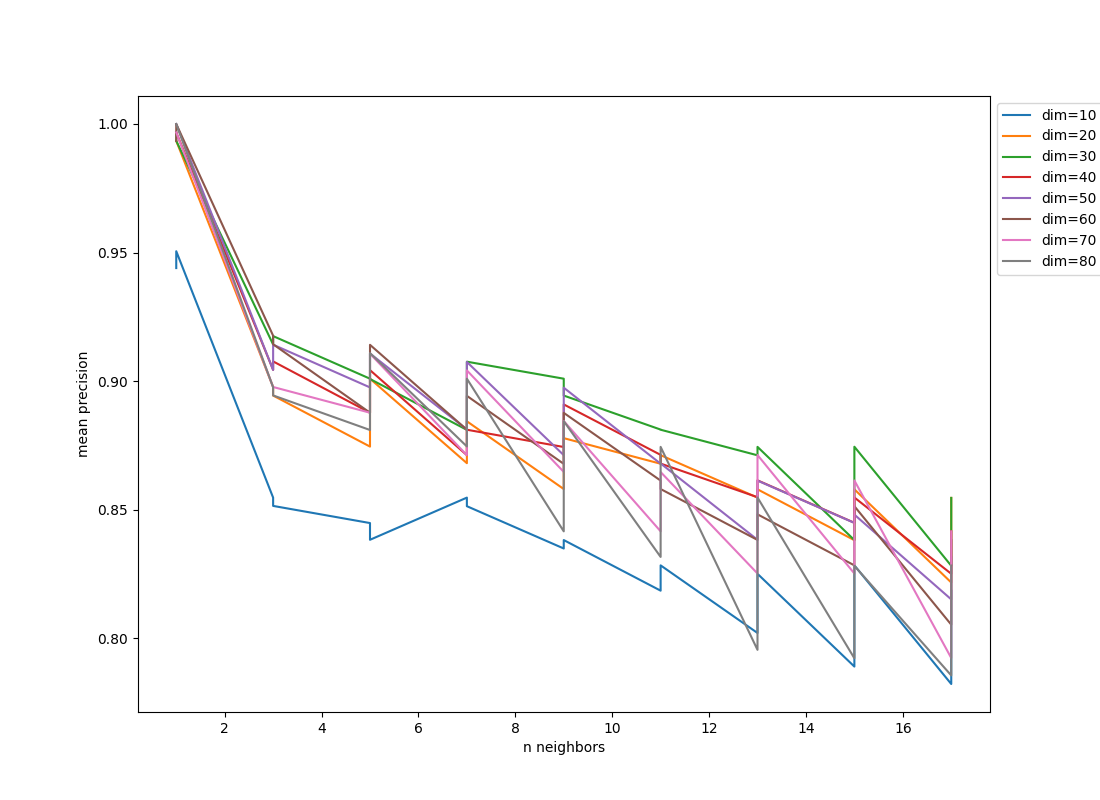 1.00
0.95
0.90
0.85
0.80
mean precision
2
4
6
8
10
12
14
16
n neighbors
dim=10
dim=20
dim=30
dim=40
dim=50
dim=60
dim=70
dim=80